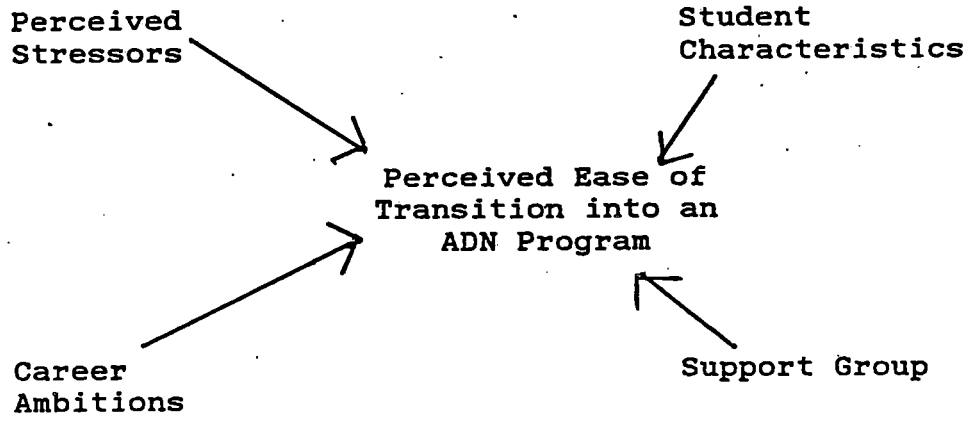 Perceived
Stressors
Student
Characteristics
Perceived Ease of
Transition into an
ADN Program
Career
Ambitions
Support Group